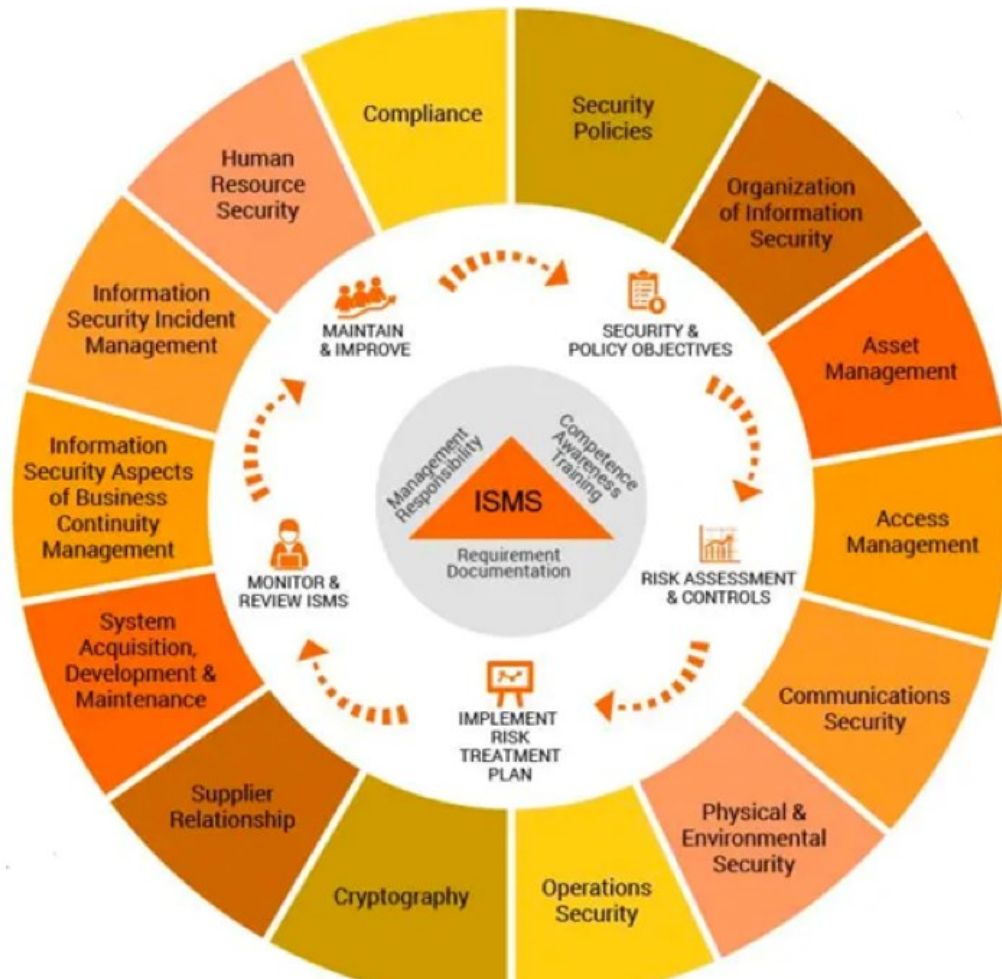 Compliance
Security
Policies
Organization
of Information
Security
Asset
Management
Access
Management
Communications
Security
Physical &
Environmental
Security
Operations
Security
Cryptography
Supplier
Relationship
System
Acquisition,
Development &
Maintenance
Information
Security Aspects
of Business
Continuity
Management
Information
Security Incident
Management
Human
Resource
Security
MAINTAIN
& IMPROVE
SECURITY &
POLICY OBJECTIVES
RISK ASSESSMENT
& CONTROLS
IMPLEMENT
RISK
TREATMENT
PLAN
MONITOR &
REVIEW ISMS
Management
Responsibility
Competence
Awareness
Training
ISMS
Requirement
Documentation